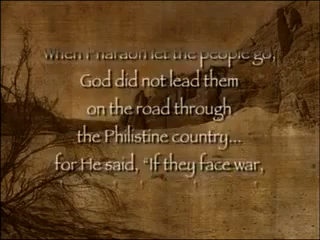 When Pharaoh let the people go,
God did not lead them
on the road through
the Philistine country...
for He said, "If they face war,